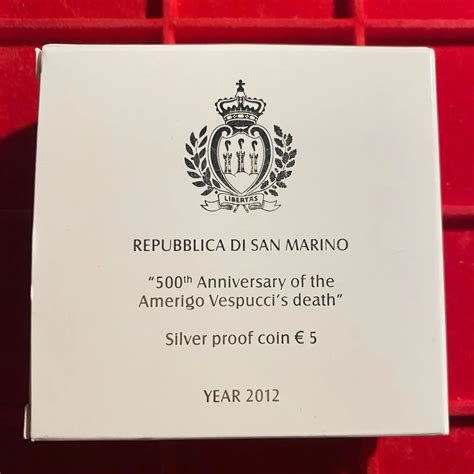 LIBERTAS
REPUBBLICA DI SAN MARINO
“500th Anniversary of the
Amerigo Vespucci’s death”
Silver proof coin € 5
YEAR 2012